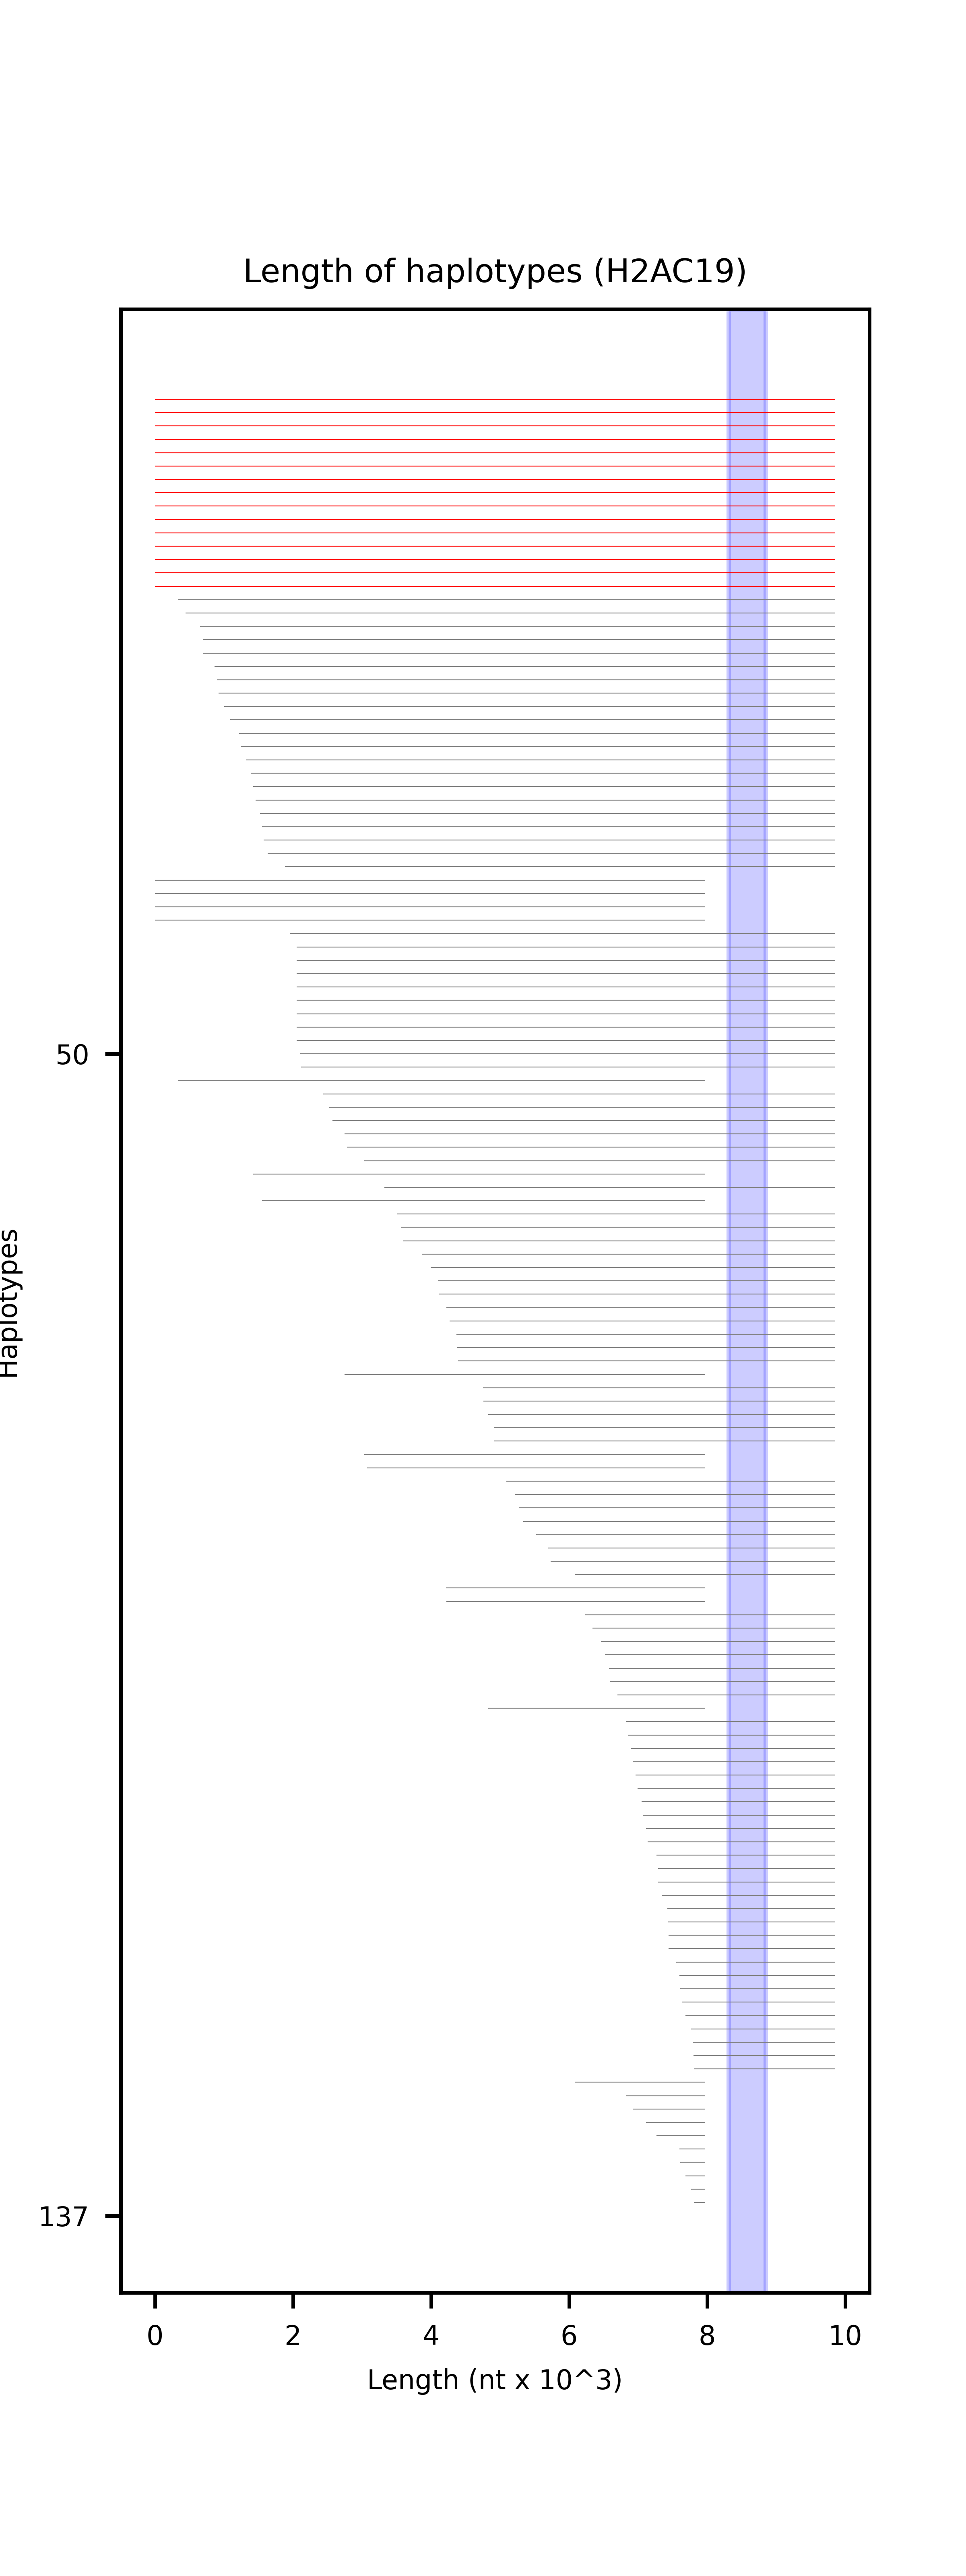 Length of haplotypes (H2AC19)
50
Haplotypes
137
0 2 4 6 8 10
Length (nt x 10^3)